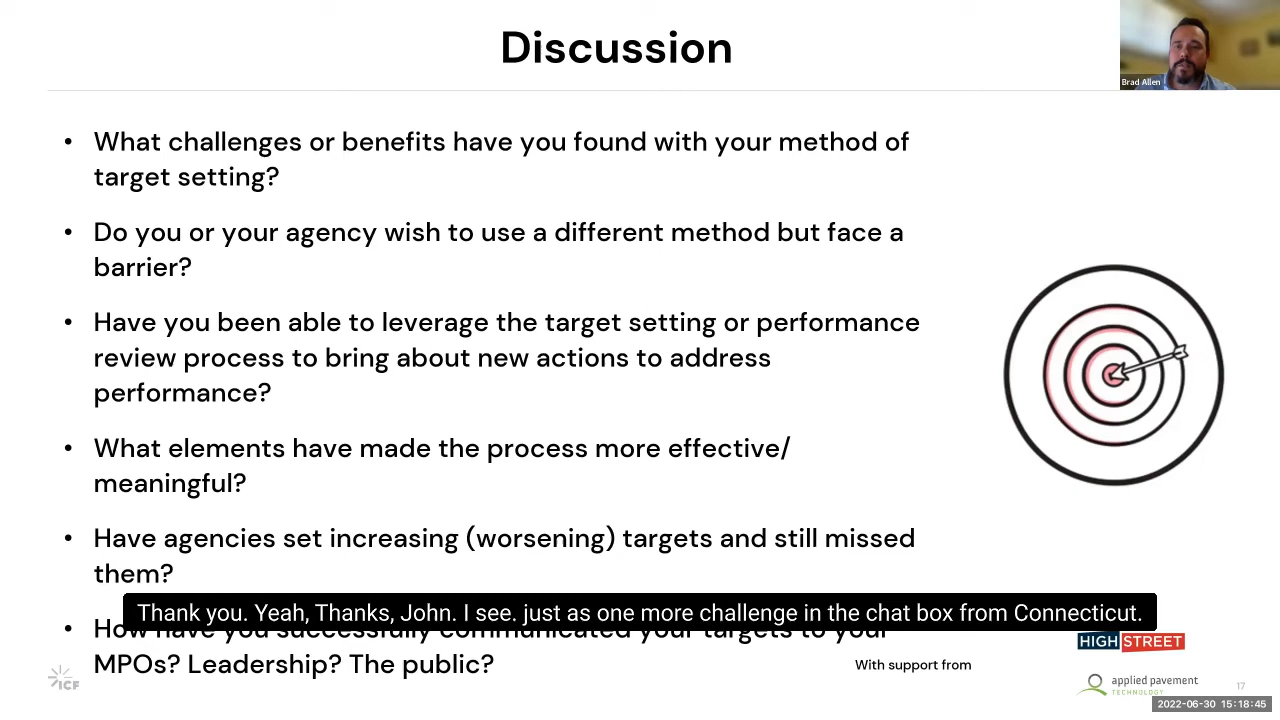 Discussion
Brad Allen
• What challenges or benefits have you found with your method of
target setting?
• Do you or your agency wish to use a different method but face a
barrier?
• Have you been able to leverage the target setting or performance
review process to bring about new actions to address
performance?
• What elements have made the process more effective/
meaningful?
• Have agencies set increasing (worsening) targets and still missed
them?
Thank you. Yeah, Thanks, John. I see. just as one more challenge in the chat box from Connecticut.
• How have you successfully communicated your targets to your
MPOs? Leadership? The public?
HIGH STREET
With support from
ICF
applied pavement
TECHNOLOGY
17
2022-06-30 15:18:45